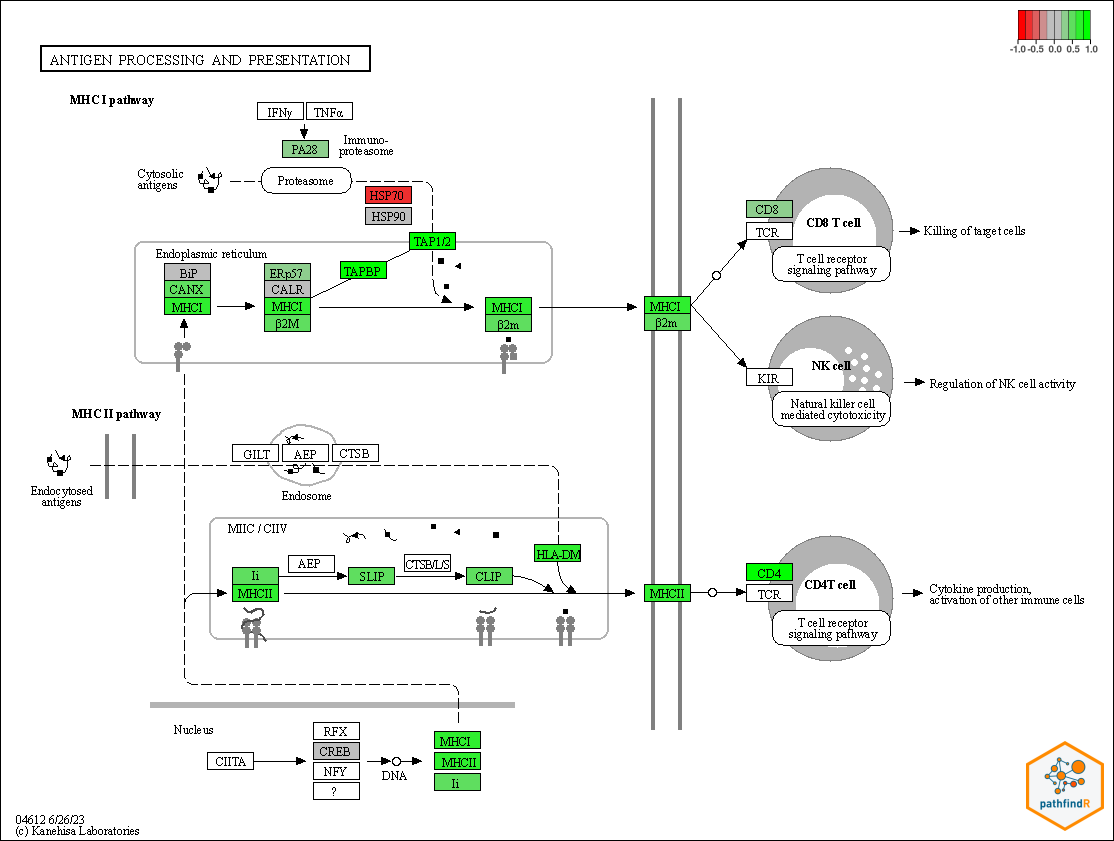 -1.0 -0.5 0.0 0.5 1.0
ANTIGEN PROCESSING AND PRESENTATION
MHC I pathway
IFNγ TNFα
PA28
Immuno-
proteasome
Cytosolic
antigens
Proteasome
HSP70
HSP90
TAP1/2
Endoplasmic reticulum
BiP
CANX
MHCI
ERp57
CALR
MHCI
β2M
TAPBP
MHCI
β2m
MHCI
β2m
CD8
TCR
CD8 T cell
T cell receptor
signaling pathway
Killing of target cells
KIR
NK cell
Natural killer cell
mediated cytotoxicity
Regulation of NK cell activity
MHC II pathway
Endocytosed
antigens
GILT AEP CTSB
Endosome
MIIC / CIIV
Ii
MHCII
AEP
SLIP
CTSB/L/S
CLIP
HLA-DM
MHCII
CD4
TCR
CD4T cell
T cell receptor
signaling pathway
Cytokine production,
activation of other immune cells
Nucleus
CIITA
RFX
CREB
NFY
?
DNA
MHCI
MHCII
Ii
04612 6/26/23
(c) Kanehisa Laboratories
pathfindR